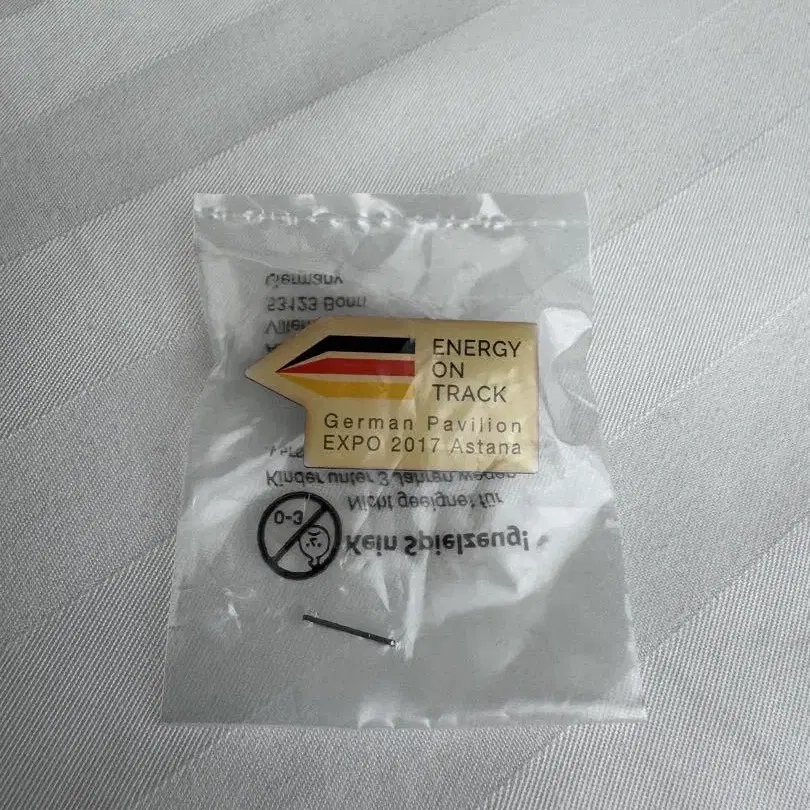 Germany
53123 Bonn
ENERGY
ON
TRACK
German Pavilion
EXPO 2017 Astana
Kinder unter 3 Jahren wegen
Nicht geeignet für
0-3
Kein Spielzeug!